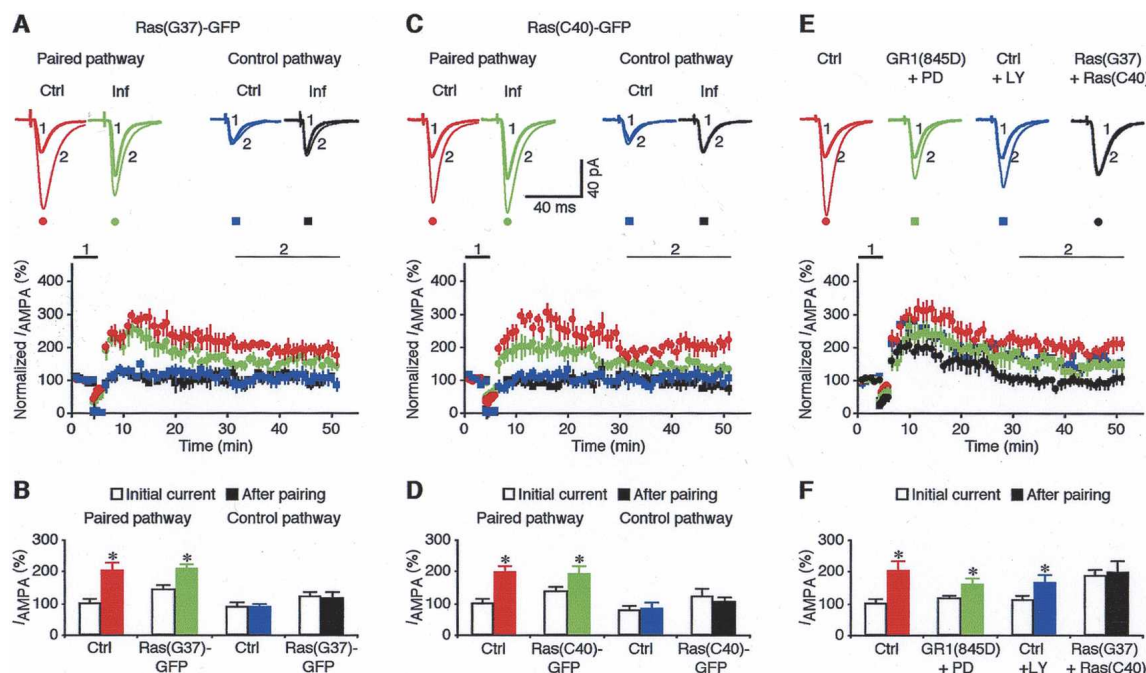 A Ras(G37)-GFP
Paired pathway Control pathway
Ctrl Inf Ctrl Inf
1 1 1 1
2 2 2 2
1 2
Normalized IAMPA (%)
400
300
200
100
0
0 10 20 30 40 50
Time (min)
B Initial current After pairing
Paired pathway Control pathway
IAMPA (%)
300
200
100
0
* *
Ctrl Ras(G37)-GFP Ctrl Ras(G37)-GFP
C Ras(C40)-GFP
Paired pathway Control pathway
Ctrl Inf Ctrl Inf
1 1 1 1
2 2 2 2
40 pA
40 ms
1 2
Normalized IAMPA (%)
400
300
200
100
0
0 10 20 30 40 50
Time (min)
D Initial current After pairing
Paired pathway Control pathway
IAMPA (%)
300
200
100
0
* *
Ctrl Ras(C40)-GFP Ctrl Ras(C40)-GFP
E
Ctrl GR1(845D) + PD Ctrl + LY Ras(G37) + Ras(C40)
1 1 1 1
2 2 2 2
1 2
Normalized IAMPA (%)
400
300
200
100
0
0 10 20 30 40 50
Time (min)
F Initial current After pairing
IAMPA (%)
300
200
100
0
* * *
Ctrl GR1(845D) + PD Ctrl +LY Ras(G37) + Ras(C40)